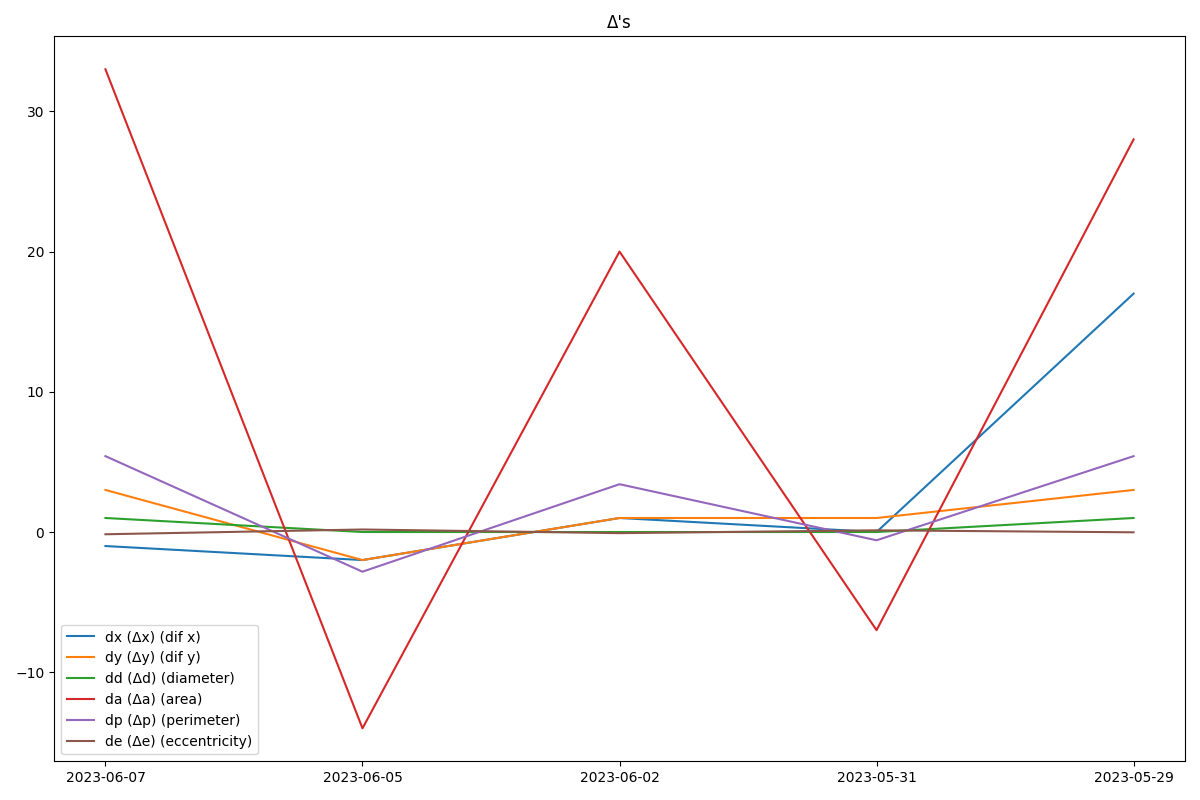 Δ's
30
20
10
0
−10
dx (Δx) (dif x)
dy (Δy) (dif y)
dd (Δd) (diameter)
da (Δa) (area)
dp (Δp) (perimeter)
de (Δe) (eccentricity)
2023-06-07 2023-06-05 2023-06-02 2023-05-31 2023-05-29